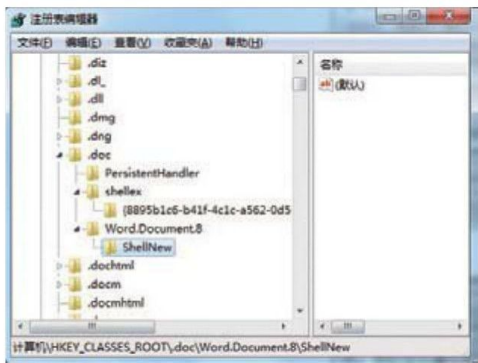 注册表编辑器
文件(F) 编辑(E) 查看(V) 收藏夹(A) 帮助(H)
.diz
.dl_
.dll
.dmg
.dng
.doc
PersistentHandler
shellex
{8895b1c6-b41f-4c1c-a562-0d5
Word.Document.8
ShellNew
.dochtml
.docm
.docmhtml
名称
ab (默认)
计算机\HKEY_CLASSES_ROOT\.doc\Word.Document.8\ShellNew